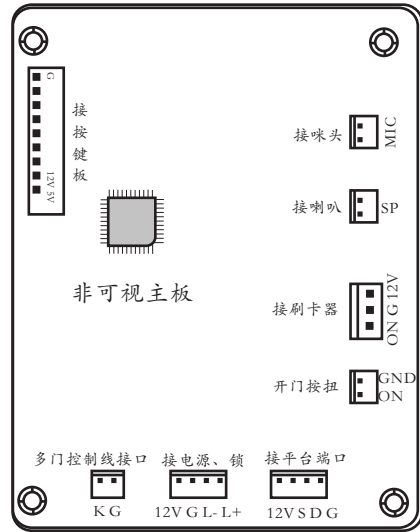 G
接按键板
12V 5V
接咪头
MIC
接喇叭
SP
非可视主板
接刷卡器
ON G 12V
开门按扭
GND
ON
多门控制线接口
接电源、锁
接平台端口
K G
12V G L- L+
12V S D G